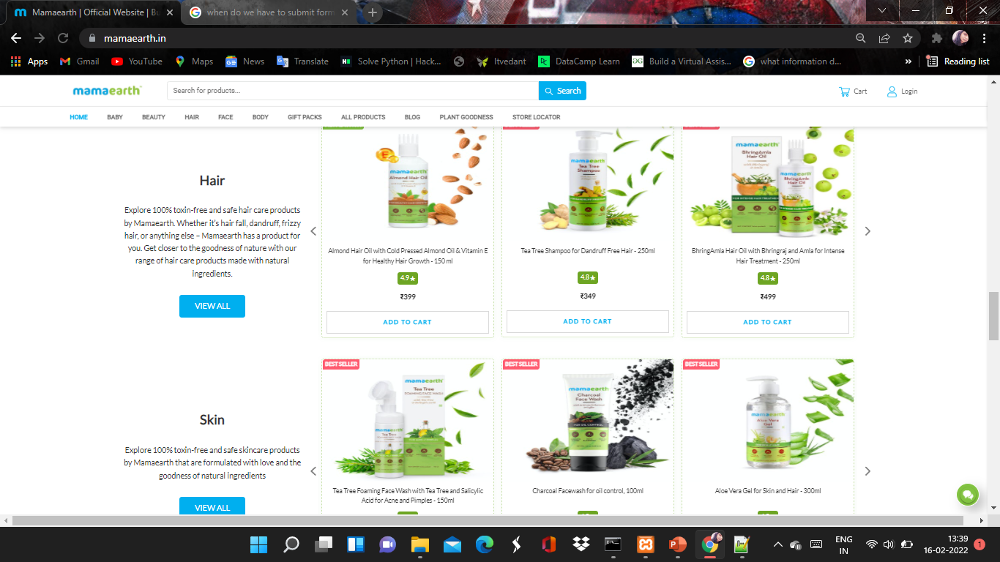 Mamaearth | Official Website | Bu
when do we have to submit form
mamaearth.in
Apps
Gmail
YouTube
Maps
News
Translate
Solve Python | Hack...
Itvedant
DataCamp Learn
Build a Virtual Assis...
what information d...
»
Reading list
mamaearth
Search for products...
Search
Cart
Login
HOME
BABY
BEAUTY
HAIR
FACE
BODY
GIFT PACKS
ALL PRODUCTS
BLOG
PLANT GOODNESS
STORE LOCATOR
Hair
Explore 100% toxin-free and safe hair care products
by Mamaearth. Whether it's hair fall, dandruff, frizzy
hair, or anything else – Mamaearth has a product for
you. Get closer to the goodness of nature with our
range of hair care products made with natural
ingredients.
VIEW ALL
mamaearth
Almond Hair Oil
Almond Hair Oil with Cold Pressed Almond Oil & Vitamin E
for Healthy Hair Growth - 150 ml
4.9★
₹399
ADD TO CART
mamaearth
Tea Tree
Shampoo
Tea Tree Shampoo for Dandruff Free Hair - 250ml
4.8★
₹349
ADD TO CART
mamaearth
BhringAmla
Hair Oil
mamaearth
BhringAmla
Hair Oil
BhringAmla Hair Oil with Bhringraj and Amla for Intense
Hair Treatment - 250ml
4.8★
₹499
ADD TO CART
Skin
Explore 100% toxin-free and safe skincare products
by Mamaearth that are formulated with love and the
goodness of natural ingredients
VIEW ALL
BEST SELLER
mamaearth
Tea Tree
FOAMING FACE WASH
mamaearth
Tea Tree
Tea Tree Foaming Face Wash with Tea Tree and Salicylic
Acid for Acne and Pimples - 150ml
BEST SELLER
mamaearth
Charcoal
Face Wash
FOR OIL CONTROL
Charcoal Facewash for oil control, 100ml
BEST SELLER
mamaearth
Aloe Vera
Gel
Aloe Vera Gel for Skin and Hair - 300ml
ENG
IN
13:39
16-02-2022
1